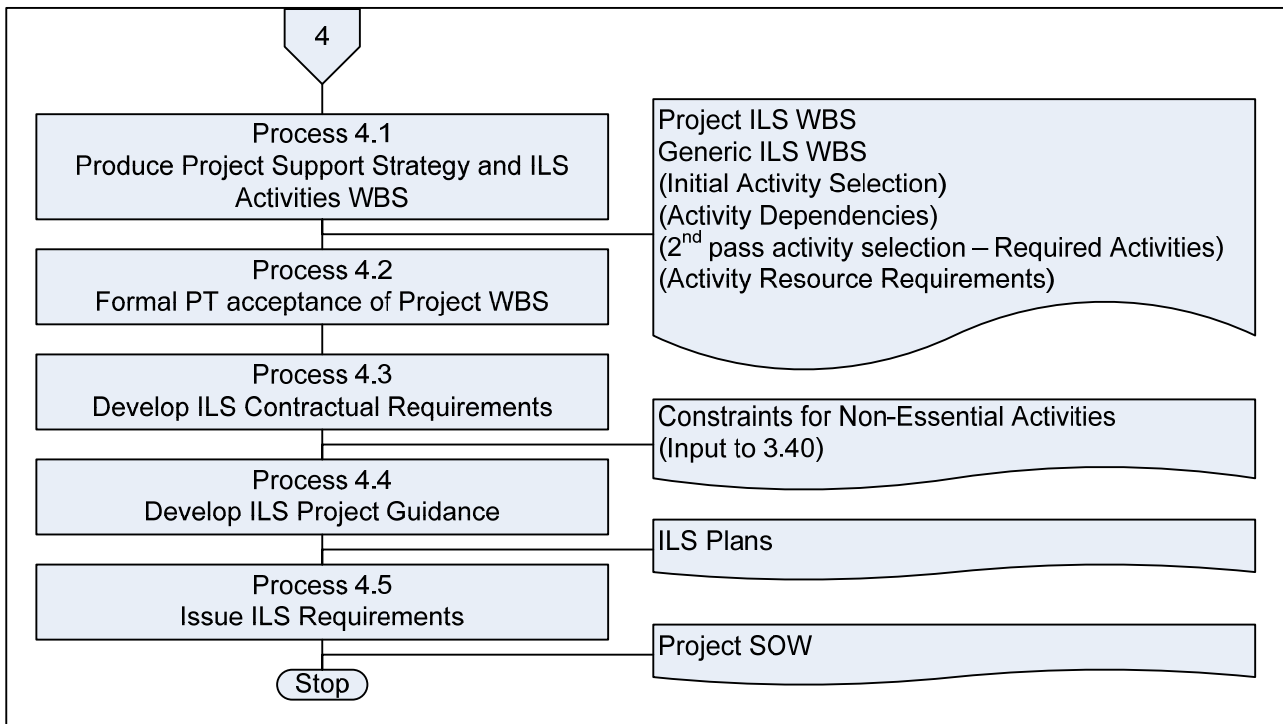 4
Process 4.1
Produce Project Support Strategy and ILS
Activities WBS
Project ILS WBS
Generic ILS WBS
(Initial Activity Selection)
(Activity Dependencies)
(2nd pass activity selection – Required Activities)
(Activity Resource Requirements)
Process 4.2
Formal PT acceptance of Project WBS
Process 4.3
Develop ILS Contractual Requirements
Constraints for Non-Essential Activities
(Input to 3.40)
Process 4.4
Develop ILS Project Guidance
ILS Plans
Process 4.5
Issue ILS Requirements
Project SOW
Stop